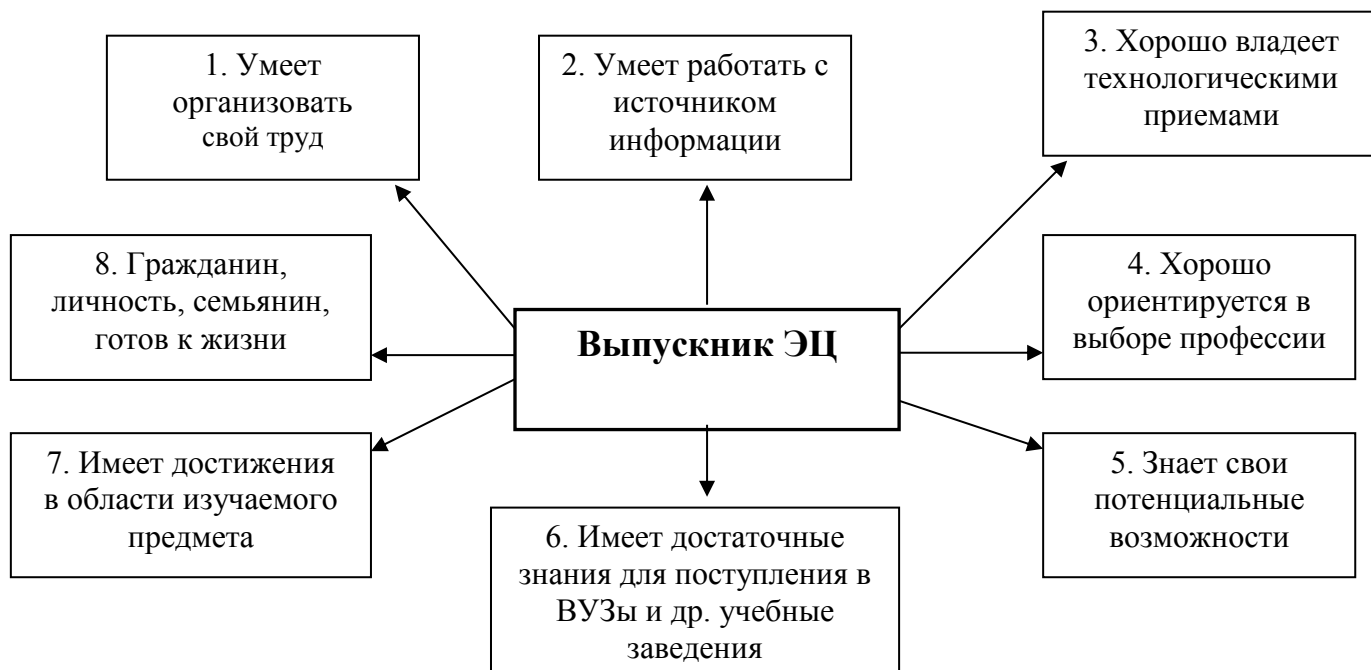 1. Умеет
организовать
свой труд
2. Умеет работать с
источником
информации
3. Хорошо владеет
технологическими
приемами
8. Гражданин,
личность, семьянин,
готов к жизни
Выпускник ЭЦ
4. Хорошо
ориентируется в
выборе профессии
7. Имеет достижения
в области изучаемого
предмета
6. Имеет достаточные
знания для поступления в
ВУЗы и др. учебные
заведения
5. Знает свои
потенциальные
возможности